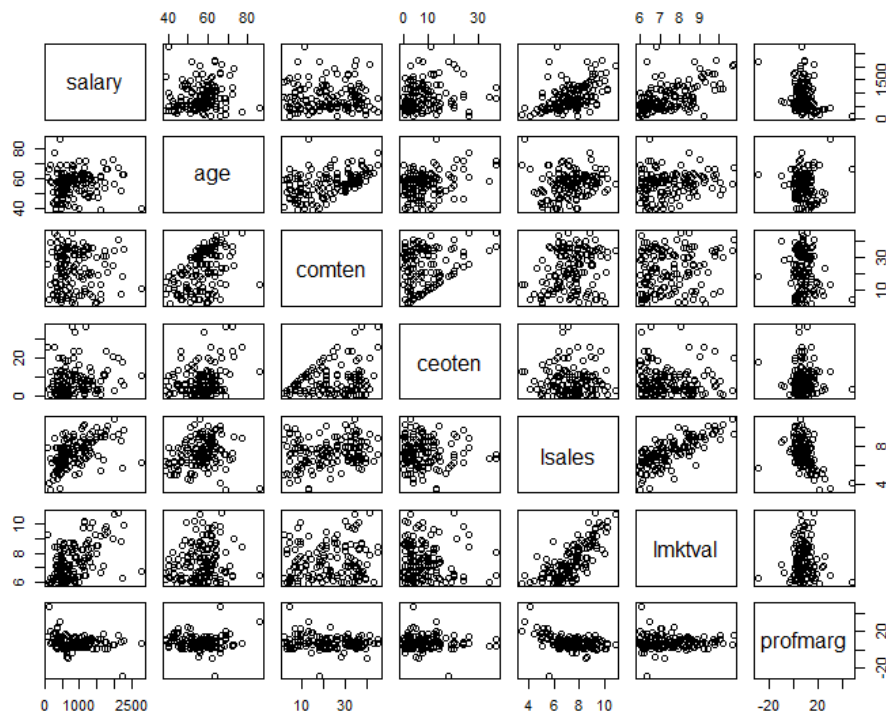 40 60 80 0 10 30 6 7 8 9
salary 0 1500
40 60 80 age
comten 10 30
0 20 ceoten
lsales 4 8
6 8 10 lmktval
profmarg -20 20
0 1000 2500 10 30 4 6 8 10 -20 20